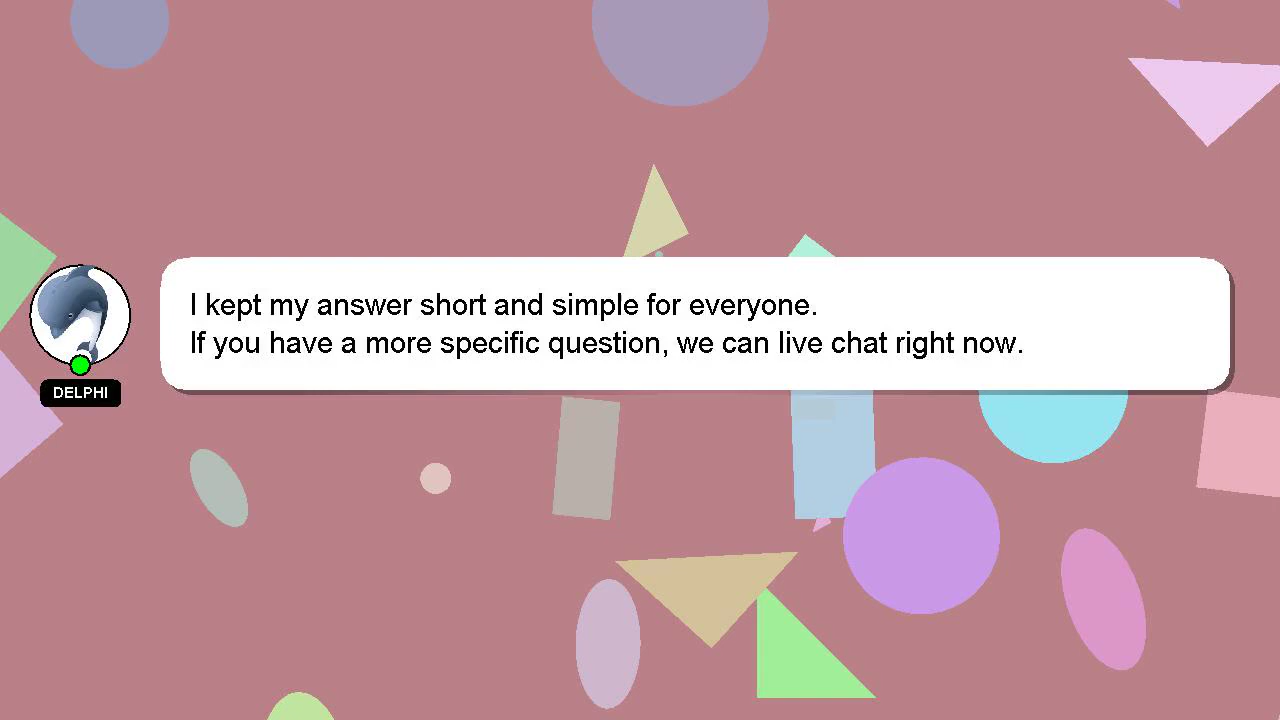 I kept my answer short and simple for everyone.
If you have a more specific question, we can live chat right now.
DELPHI